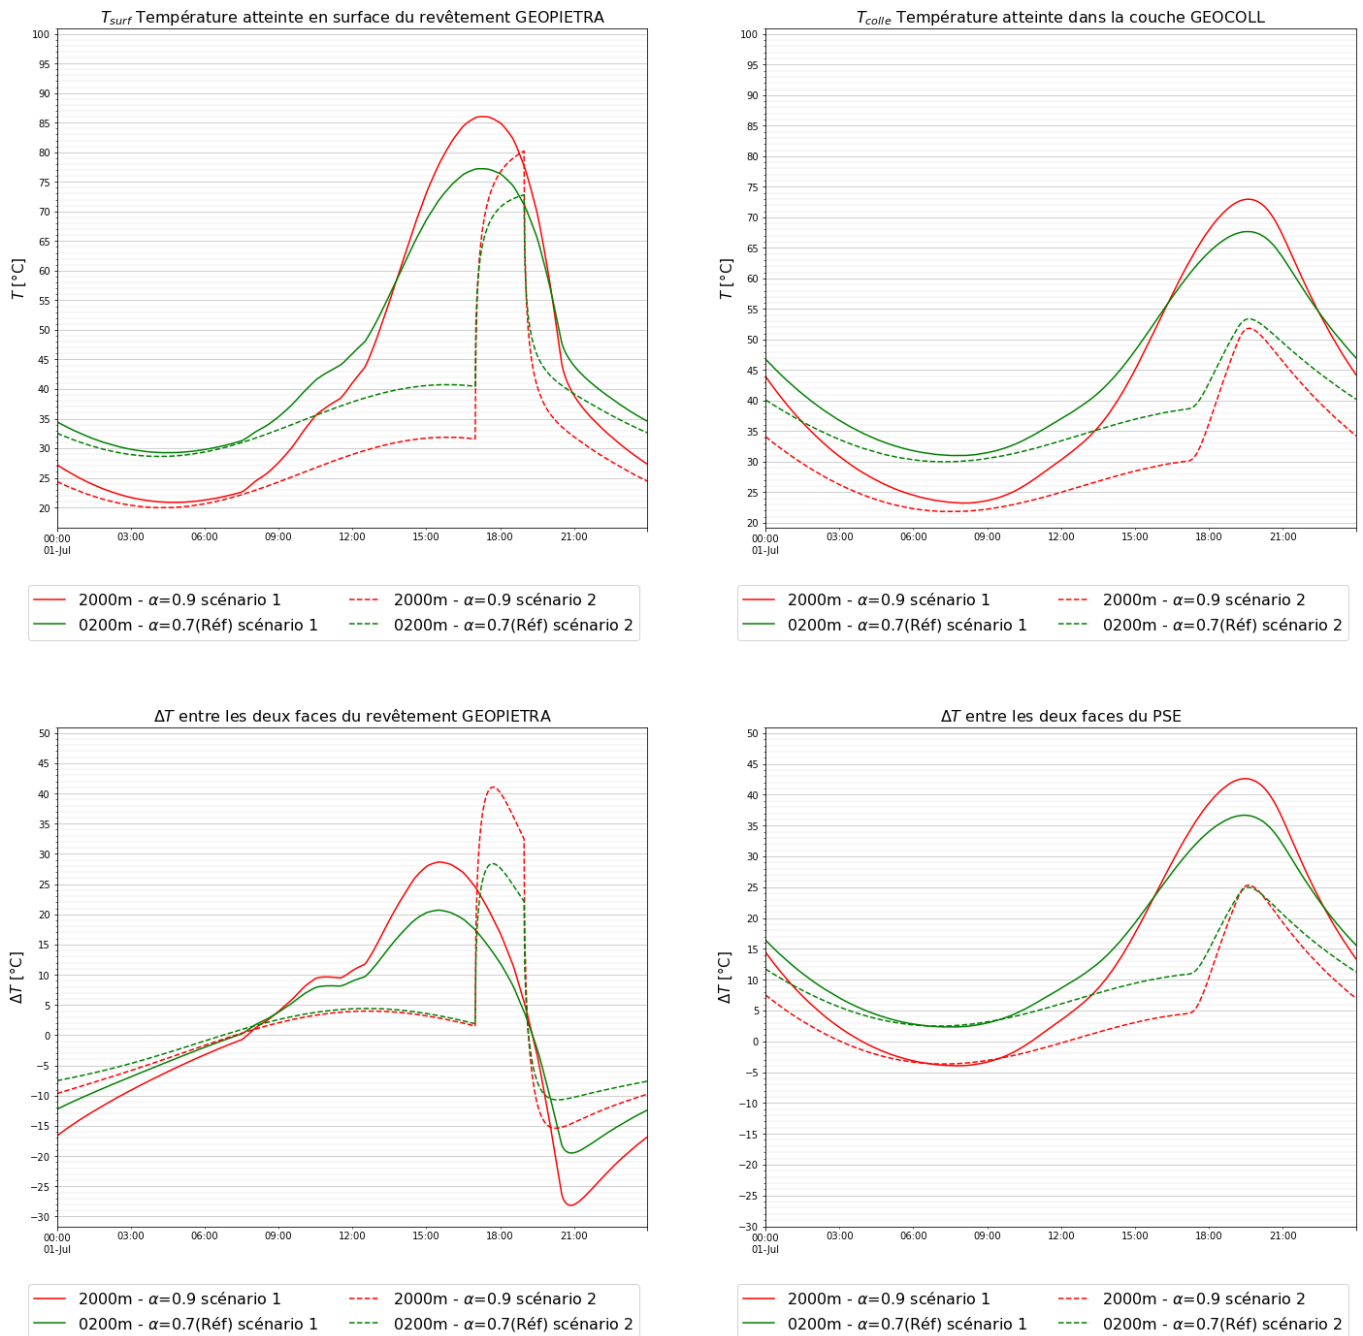 T_surf Température atteinte en surface du revêtement GEOPIETRA
T [°C]
100
95
90
85
80
75
70
65
60
55
50
45
40
35
30
25
20
00:00 03:00 06:00 09:00 12:00 15:00 18:00 21:00
01-Jul
2000m - α=0.9 scénario 1 2000m - α=0.9 scénario 2
0200m - α=0.7(Réf) scénario 1 0200m - α=0.7(Réf) scénario 2
T_colle Température atteinte dans la couche GEOCOLL
T [°C]
100
95
90
85
80
75
70
65
60
55
50
45
40
35
30
25
20
00:00 03:00 06:00 09:00 12:00 15:00 18:00 21:00
01-Jul
2000m - α=0.9 scénario 1 2000m - α=0.9 scénario 2
0200m - α=0.7(Réf) scénario 1 0200m - α=0.7(Réf) scénario 2
ΔT entre les deux faces du revêtement GEOPIETRA
ΔT [°C]
50
45
40
35
30
25
20
15
10
5
0
−5
−10
−15
−20
−25
−30
00:00 03:00 06:00 09:00 12:00 15:00 18:00 21:00
01-Jul
2000m - α=0.9 scénario 1 2000m - α=0.9 scénario 2
0200m - α=0.7(Réf) scénario 1 0200m - α=0.7(Réf) scénario 2
ΔT entre les deux faces du PSE
ΔT [°C]
50
45
40
35
30
25
20
15
10
5
0
−5
−10
−15
−20
−25
−30
00:00 03:00 06:00 09:00 12:00 15:00 18:00 21:00
01-Jul
2000m - α=0.9 scénario 1 2000m - α=0.9 scénario 2
0200m - α=0.7(Réf) scénario 1 0200m - α=0.7(Réf) scénario 2